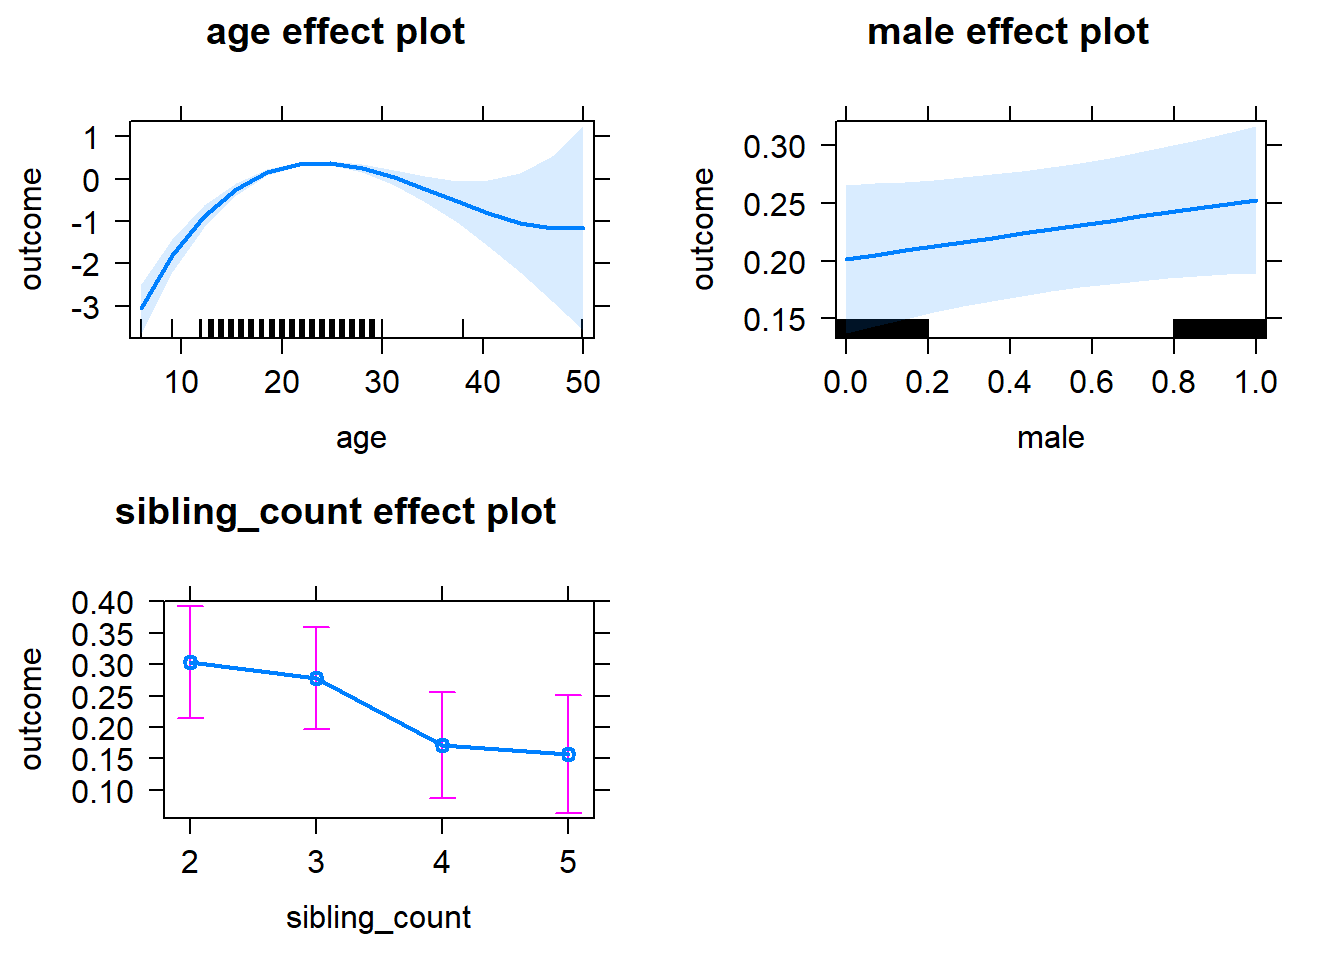 age effect plot
outcome
1
0
-1
-2
-3
10 20 30 40 50
age
male effect plot
outcome
0.30
0.25
0.20
0.15
0.0 0.2 0.4 0.6 0.8 1.0
male
sibling_count effect plot
outcome
0.40
0.35
0.30
0.25
0.20
0.15
0.10
2 3 4 5
sibling_count